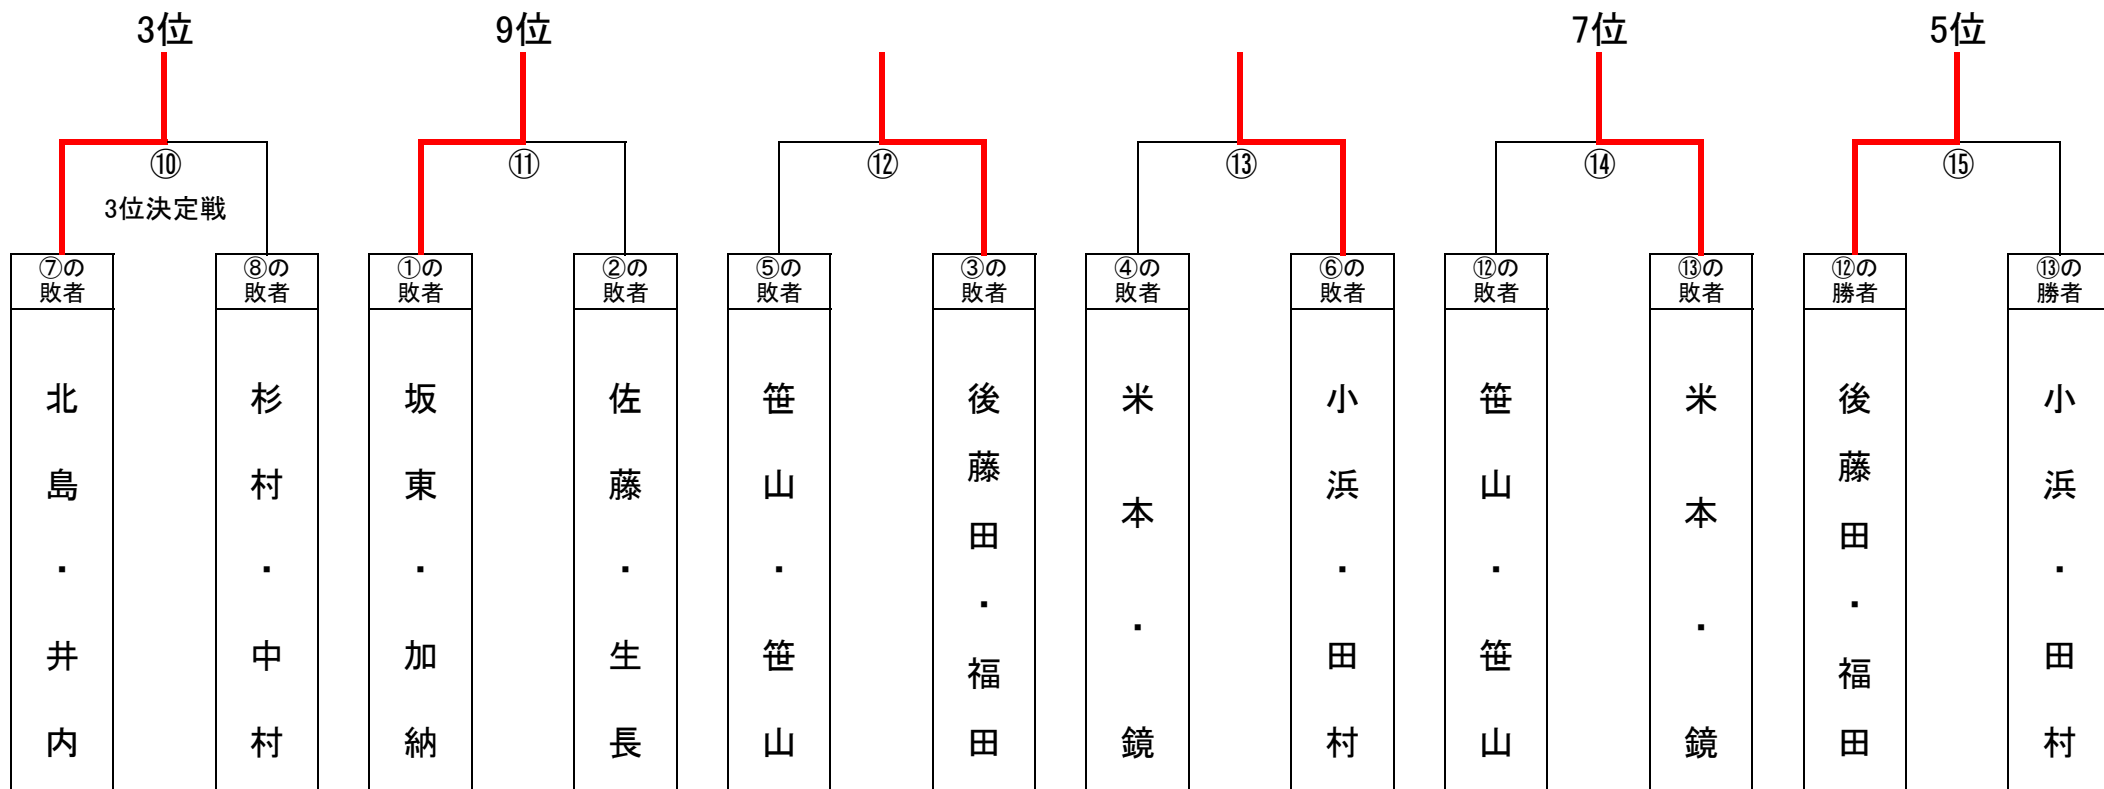 3位
9位
7位
5位
⑩
⑪
⑫
⑬
⑭
⑮
3位決定戦
⑦の
敗者
⑧の
敗者
①の
敗者
②の
敗者
⑤の
敗者
③の
敗者
④の
敗者
⑥の
敗者
⑫の
敗者
⑬の
敗者
⑫の
勝者
⑬の
勝者
北島・井内
杉村・中村
坂東・加納
佐藤・生長
笹山・笹山
後藤田・福田
米本・鏡
小浜・田村
笹山・笹山
米本・鏡
後藤田・福田
小浜・田村